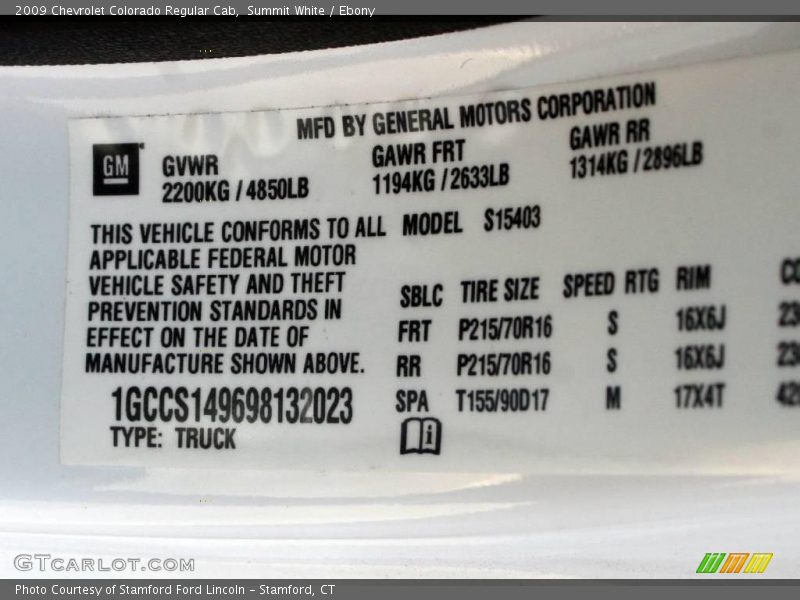 2009 Chevrolet Colorado Regular Cab, Summit White / Ebony
MFD BY GENERAL MOTORS CORPORATION
GM
GVWR GAWR FRT GAWR RR
2200KG / 4850LB 1194KG / 2633LB 1314KG / 2896LB
THIS VEHICLE CONFORMS TO ALL MODEL S15403
APPLICABLE FEDERAL MOTOR
VEHICLE SAFETY AND THEFT
PREVENTION STANDARDS IN
EFFECT ON THE DATE OF
MANUFACTURE SHOWN ABOVE.
SBLC TIRE SIZE SPEED RTG RIM
FRT P215/70R16 S 16X6J
RR P215/70R16 S 16X6J
SPA T155/90D17 M 17X4T
1GCCS149698132023
TYPE: TRUCK
GTCARLOT.COM
Photo Courtesy of Stamford Ford Lincoln - Stamford, CT